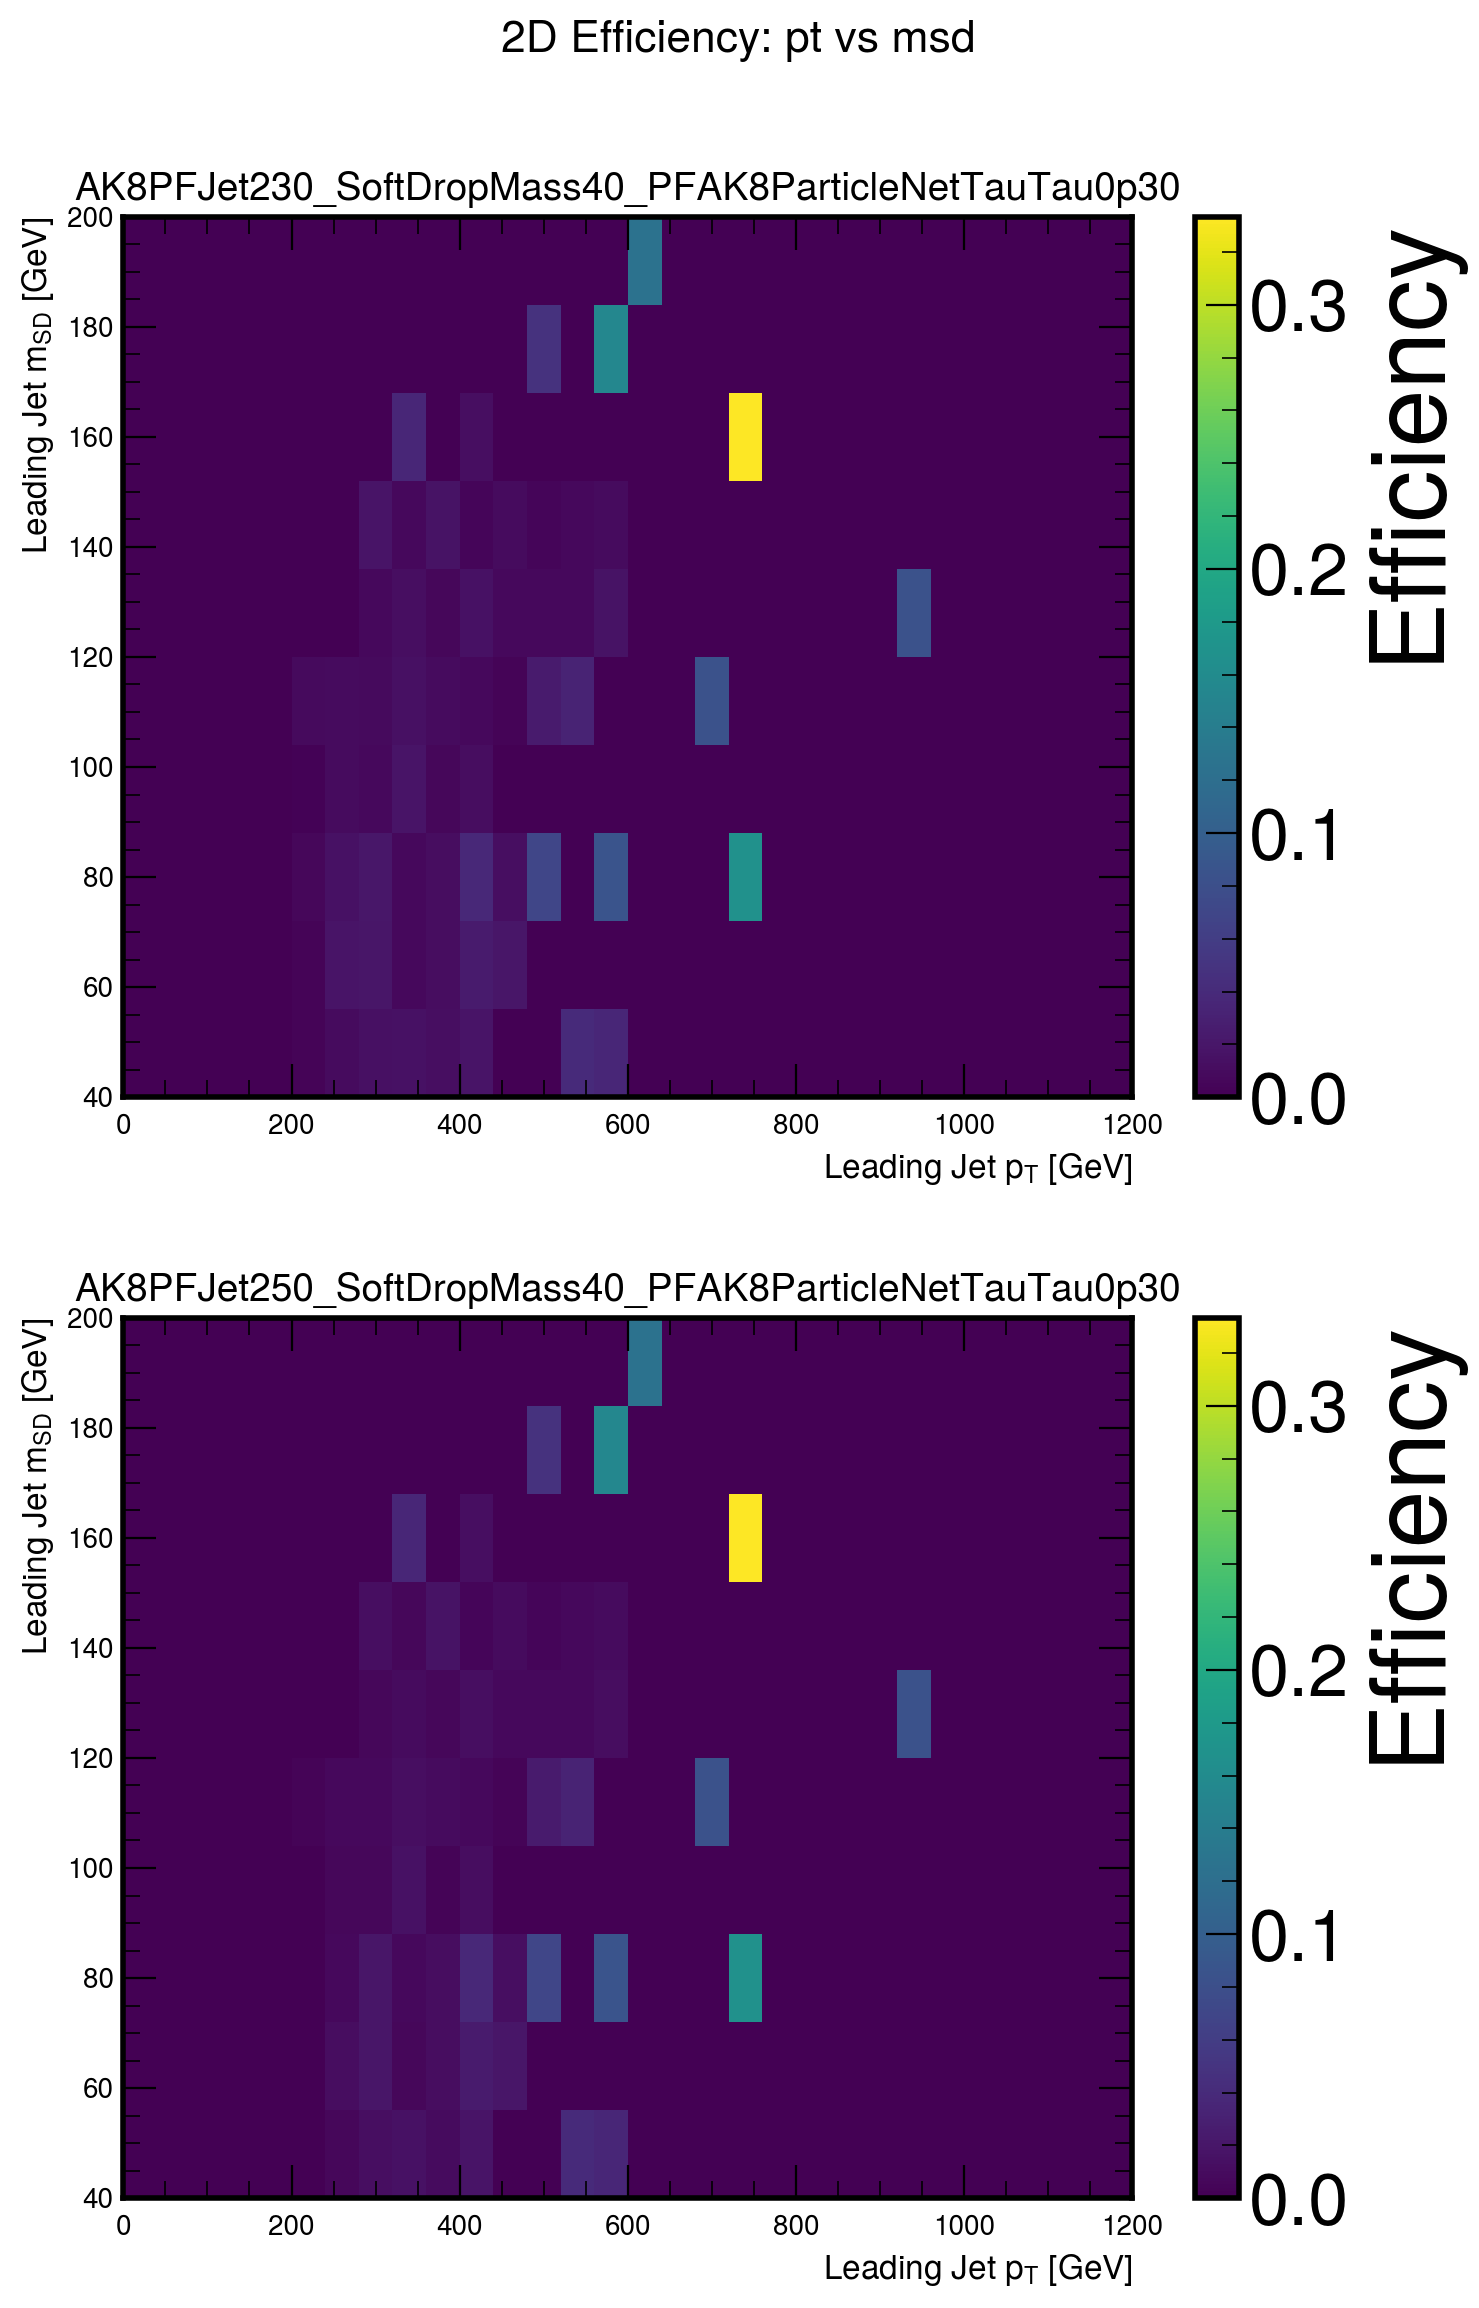 2D Efficiency: pt vs msd
AK8PFJet230_SoftDropMass40_PFAK8ParticleNetTauTau0p30
Leading Jet mSD [GeV]
200
180
160
140
120
100
80
60
40
0 200 400 600 800 1000 1200
Leading Jet pT [GeV]
0.3
0.2
0.1
0.0
Efficiency
AK8PFJet250_SoftDropMass40_PFAK8ParticleNetTauTau0p30
Leading Jet mSD [GeV]
200
180
160
140
120
100
80
60
40
0 200 400 600 800 1000 1200
Leading Jet pT [GeV]
0.3
0.2
0.1
0.0
Efficiency